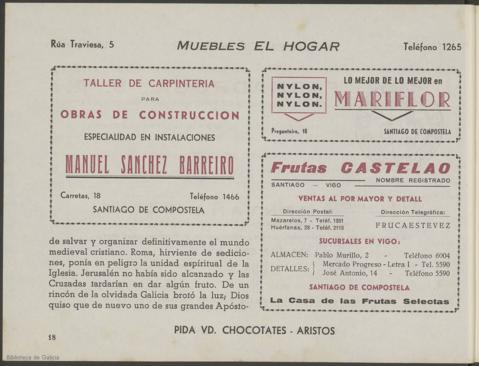 Rúa Traviesa, 5 MUEBLES EL HOGAR Teléfono 1265
TALLER DE CARPINTERIA
PARA
OBRAS DE CONSTRUCCION
ESPECIALIDAD EN INSTALACIONES
MANUEL SANCHEZ BARREIRO
Carretas, 18 Teléfono 1466
SANTIAGO DE COMPOSTELA
de salvar y organizar definitivamente el mundo
medieval cristiano. Roma, hirviente de sedicio-
nes, ponía en peligro la unidad espiritual de la
Iglesia. Jerusalén no había sido alcanzado y las
Cruzadas tardarían en dar algún fruto. De un
rincón de la olvidada Galicia brotó la luz; Dios
quiso que de nuevo uno de sus grandes Apósto-
NYLON,
NYLON,
NYLON.
LO MEJOR DE LO MEJOR en
MARIFLOR
Preguntoiro, 18 SANTIAGO DE COMPOSTELA
Frutas CASTELAO
SANTIAGO - VIGO NOMBRE REGISTRADO
VENTAS AL POR MAYOR Y DETALL
Dirección Postal: Dirección Telegráfica:
Mazarelos, 7 - Teléf. 1891
Huérfanas, 28 - Teléf. 2110
FRUCAESTEVEZ
SUCURSALES EN VIGO:
ALMACEN: Pablo Murillo, 2 - Teléfono 6004
DETALLES: Mercado Progreso - Letra I - Tel. 5590
José Antonio, 14 - Teléfono 5590
SANTIAGO DE COMPOSTELA
La Casa de las Frutas Selectas
PIDA VD. CHOCOTATES - ARISTOS
18
Biblioteca de Galicia